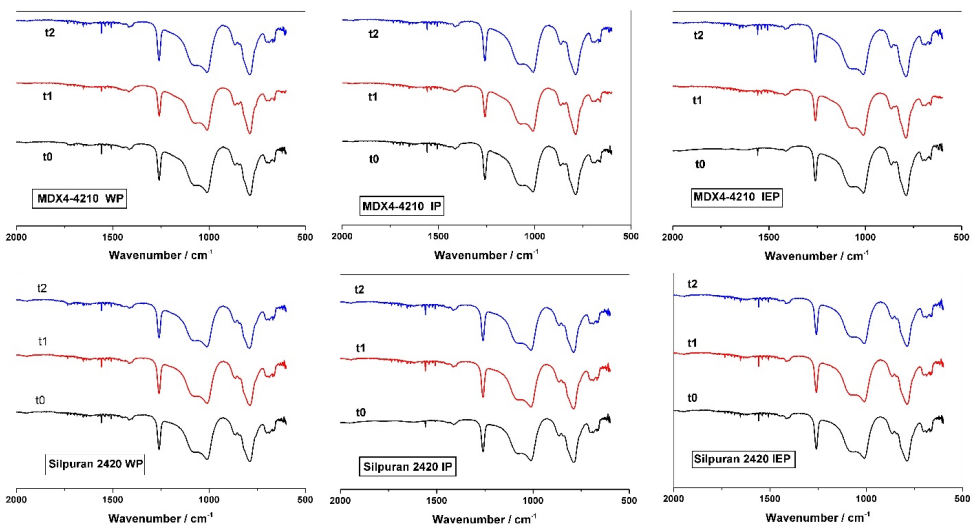 t2
t1
t0
MDX4-4210 WP
2000 1500 1000 500
Wavenumber / cm-1
t2
t1
t0
MDX4-4210 IP
2000 1500 1000 500
Wavenumber / cm-1
t2
t1
t0
MDX4-4210 IEP
2000 1500 1000 500
Wavenumber / cm-1
t2
t1
t0
Silpuran 2420 WP
2000 1500 1000 500
Wavenumber / cm-1
t2
t1
t0
Silpuran 2420 IP
2000 1500 1000 500
Wavenumber / cm-1
t2
t1
t0
Silpuran 2420 IEP
2000 1500 1000 500
Wavenumber / cm-1